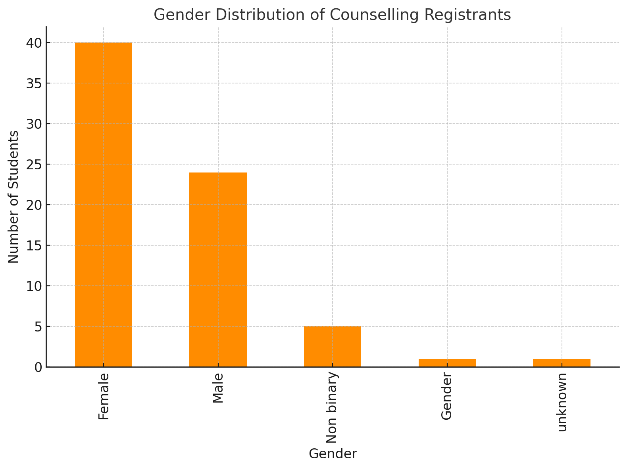 Gender Distribution of Counselling Registrants
Number of Students
40
35
30
25
20
15
10
5
0
Female
Male
Non binary
Gender
unknown
Gender